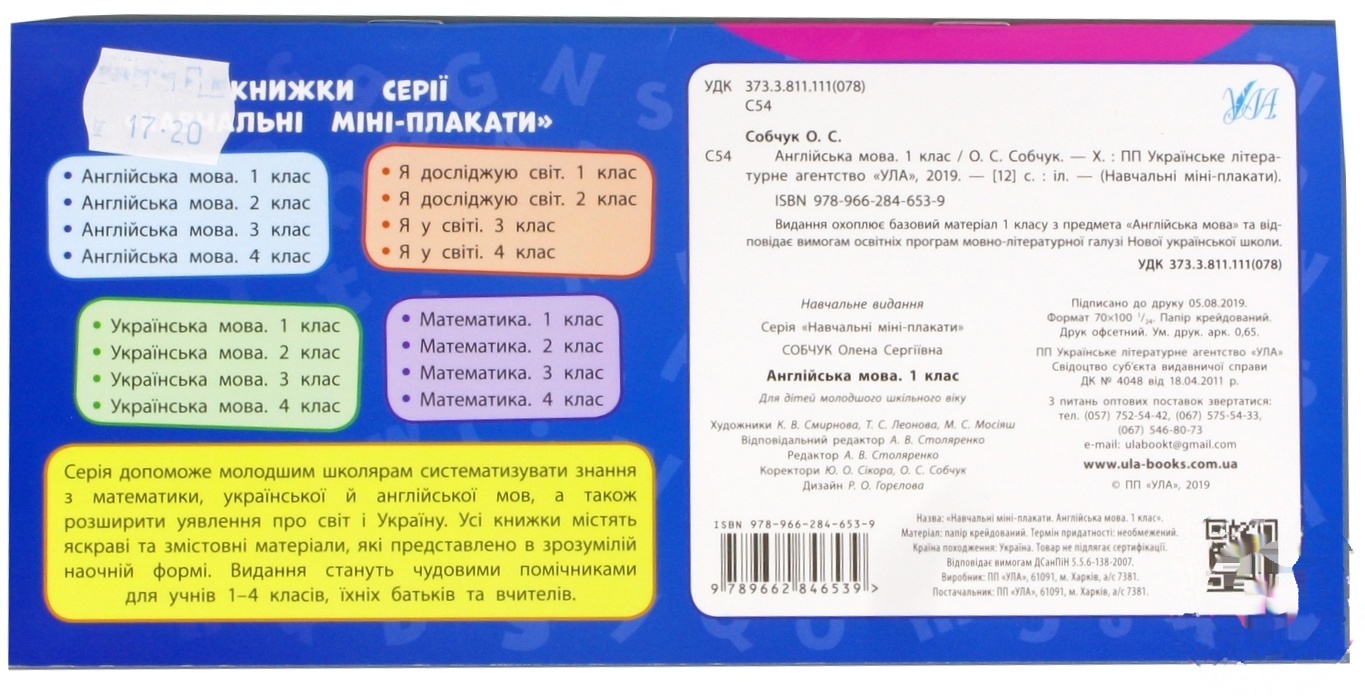 КНИЖКИ СЕРІЇ
МІНІ-ПЛАКАТИ»
17·20
• Англійська мова. 1 клас
• Англійська мова. 2 клас
• Англійська мова. 3 клас
• Англійська мова. 4 клас
• Я досліджую світ. 1 клас
• Я досліджую світ. 2 клас
• Я у світі. 3 клас
• Я у світі. 4 клас
• Українська мова. 1 клас
• Українська мова. 2 клас
• Українська мова. 3 клас
• Українська мова. 4 клас
• Математика. 1 клас
• Математика. 2 клас
• Математика. 3 клас
• Математика. 4 клас
Серія допоможе молодшим школярам систематизувати знання
з математики, української й англійської мов, а також
розширити уявлення про світ і Україну. Усі книжки містять
яскраві та змістовні матеріали, які представлено в зрозумілій
наочній формі. Видання стануть чудовими помічниками
для учнів 1–4 класів, їхніх батьків та вчителів.
УДК 373.3.811.111(078)
С54
УЛА
Собчук О. С.
С54 Англійська мова. 1 клас / О. С. Собчук. — Х. : ПП Українське літера-
турне агентство «УЛА», 2019. — [12] с. : іл. — (Навчальні міні-плакати).
ISBN 978-966-284-653-9
Видання охоплює базовий матеріал 1 класу з предмета «Англійська мова» та від-
повідає вимогам освітніх програм мовно-літературної галузі Нової української школи.
УДК 373.3.811.111(078)
Навчальне видання
Серія «Навчальні міні-плакати»
СОБЧУК Олена Сергіївна
Англійська мова. 1 клас
Для дітей молодшого шкільного віку
Художники К. В. Смирнова, Т. С. Леонова, М. С. Мосіяш
Відповідальний редактор А. В. Столяренко
Редактор А. В. Столяренко
Коректори Ю. О. Сікора, О. С. Собчук
Дизайн Р. О. Горєлова
Підписано до друку 05.08.2019.
Формат 70×100 1/24. Папір крейдований.
Друк офсетний. Ум. друк. арк. 0,65.
ПП Українське літературне агентство «УЛА»
Свідоцтво суб'єкта видавничої справи
ДК № 4048 від 18.04.2011 р.
З питань оптових поставок звертатися:
тел. (057) 752-54-42, (067) 575-54-33,
(067) 546-80-73
e-mail: ulabookt@gmail.com
www.ula-books.com.ua
© ПП «УЛА», 2019
ISBN 978-966-284-653-9
9 789662 846539 >
Назва: «Навчальні міні-плакати. Англійська мова. 1 клас».
Матеріал: папір крейдований. Термін придатності: необмежений.
Країна походження: Україна. Товар не підлягає сертифікації.
Відповідає вимогам ДСанПіН 5.5.6-138-2007.
Виробник: ПП «УЛА», 61091, м. Харків, а/с 7381.
Постачальник: ПП «УЛА», 61091, м. Харків, а/с 7381.